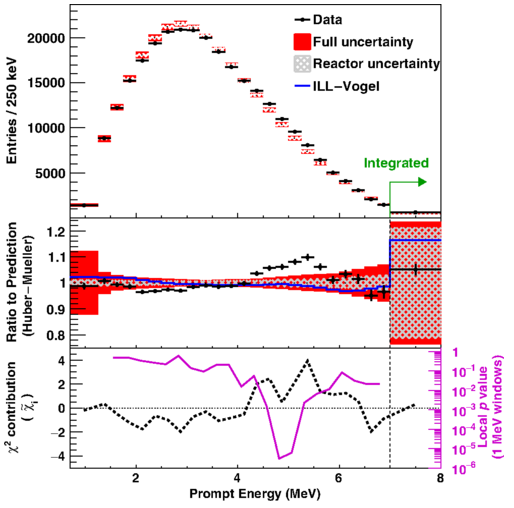 20000
15000
10000
5000
Entries / 250 keV
Data
Full uncertainty
Reactor uncertainty
ILL-Vogel
Integrated
1.2
1.1
1
0.9
0.8
Ratio to Prediction
(Huber-Mueller)
4
2
0
-2
-4
χ² contribution
( χ̃ᵢ )
1
10⁻¹
10⁻²
10⁻³
10⁻⁴
10⁻⁵
10⁻⁶
Local p value
(1 MeV windows)
2
4
6
8
Prompt Energy (MeV)